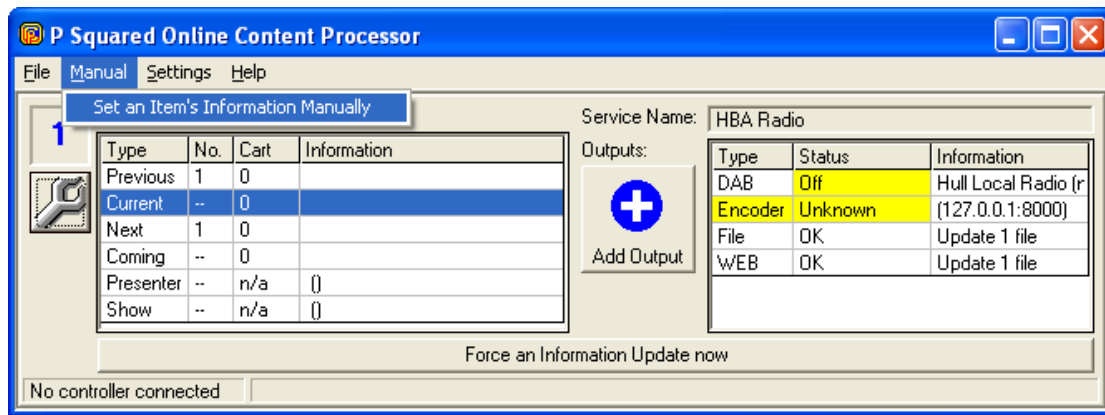 P Squared Online Content Processor
File Manual Settings Help
Set an Item's Information Manually
1
Service Name: HBA Radio
Type No. Cart Information
Previous 1 0
Current -- 0
Next 1 0
Coming -- 0
Presenter -- n/a ()
Show -- n/a ()
Outputs:
Add Output
Type Status Information
DAB Off Hull Local Radio (r
Encoder Unknown (127.0.0.1:8000)
File OK Update 1 file
WEB OK Update 1 file
Force an Information Update now
No controller connected